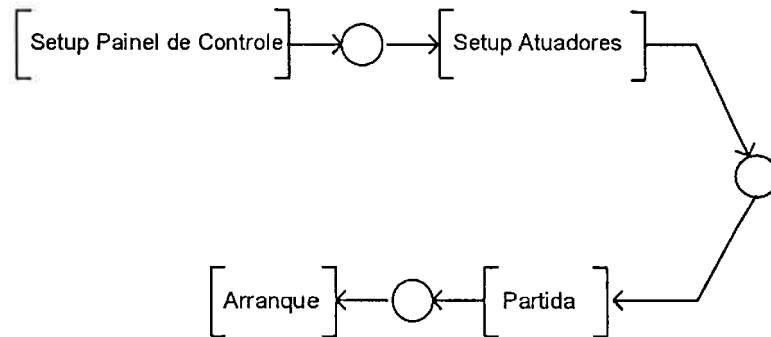 Setup Painel de Controle
Setup Atuadores
Partida
Arranque